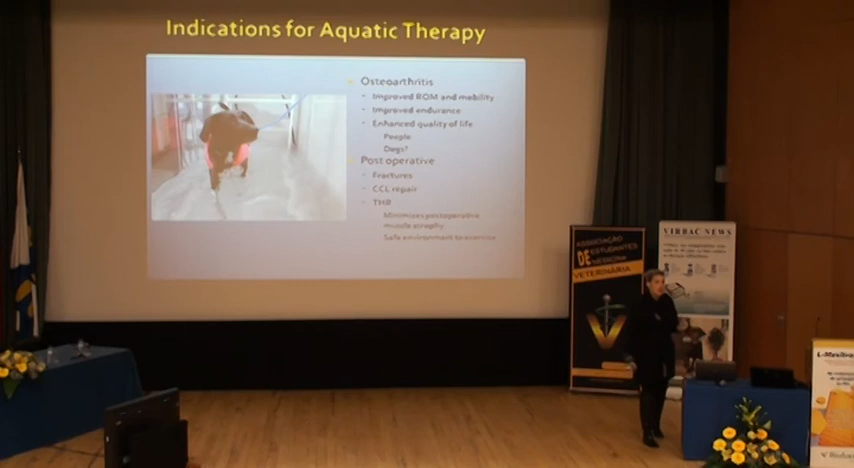 Indications for Aquatic Therapy
Osteoarthritis
- Improved ROM and mobility
- Improved endurance
- Enhanced quality of life
People
Dogs?
Post operative
- Fractures
- CCL repair
- THR
Minimizes postoperative
muscle atrophy
Safe environment to exercise
ASSOCIAÇÃO
DE ESTUDANTES
MEDICINA
VETERINÁRIA
VIRBAC NEWS